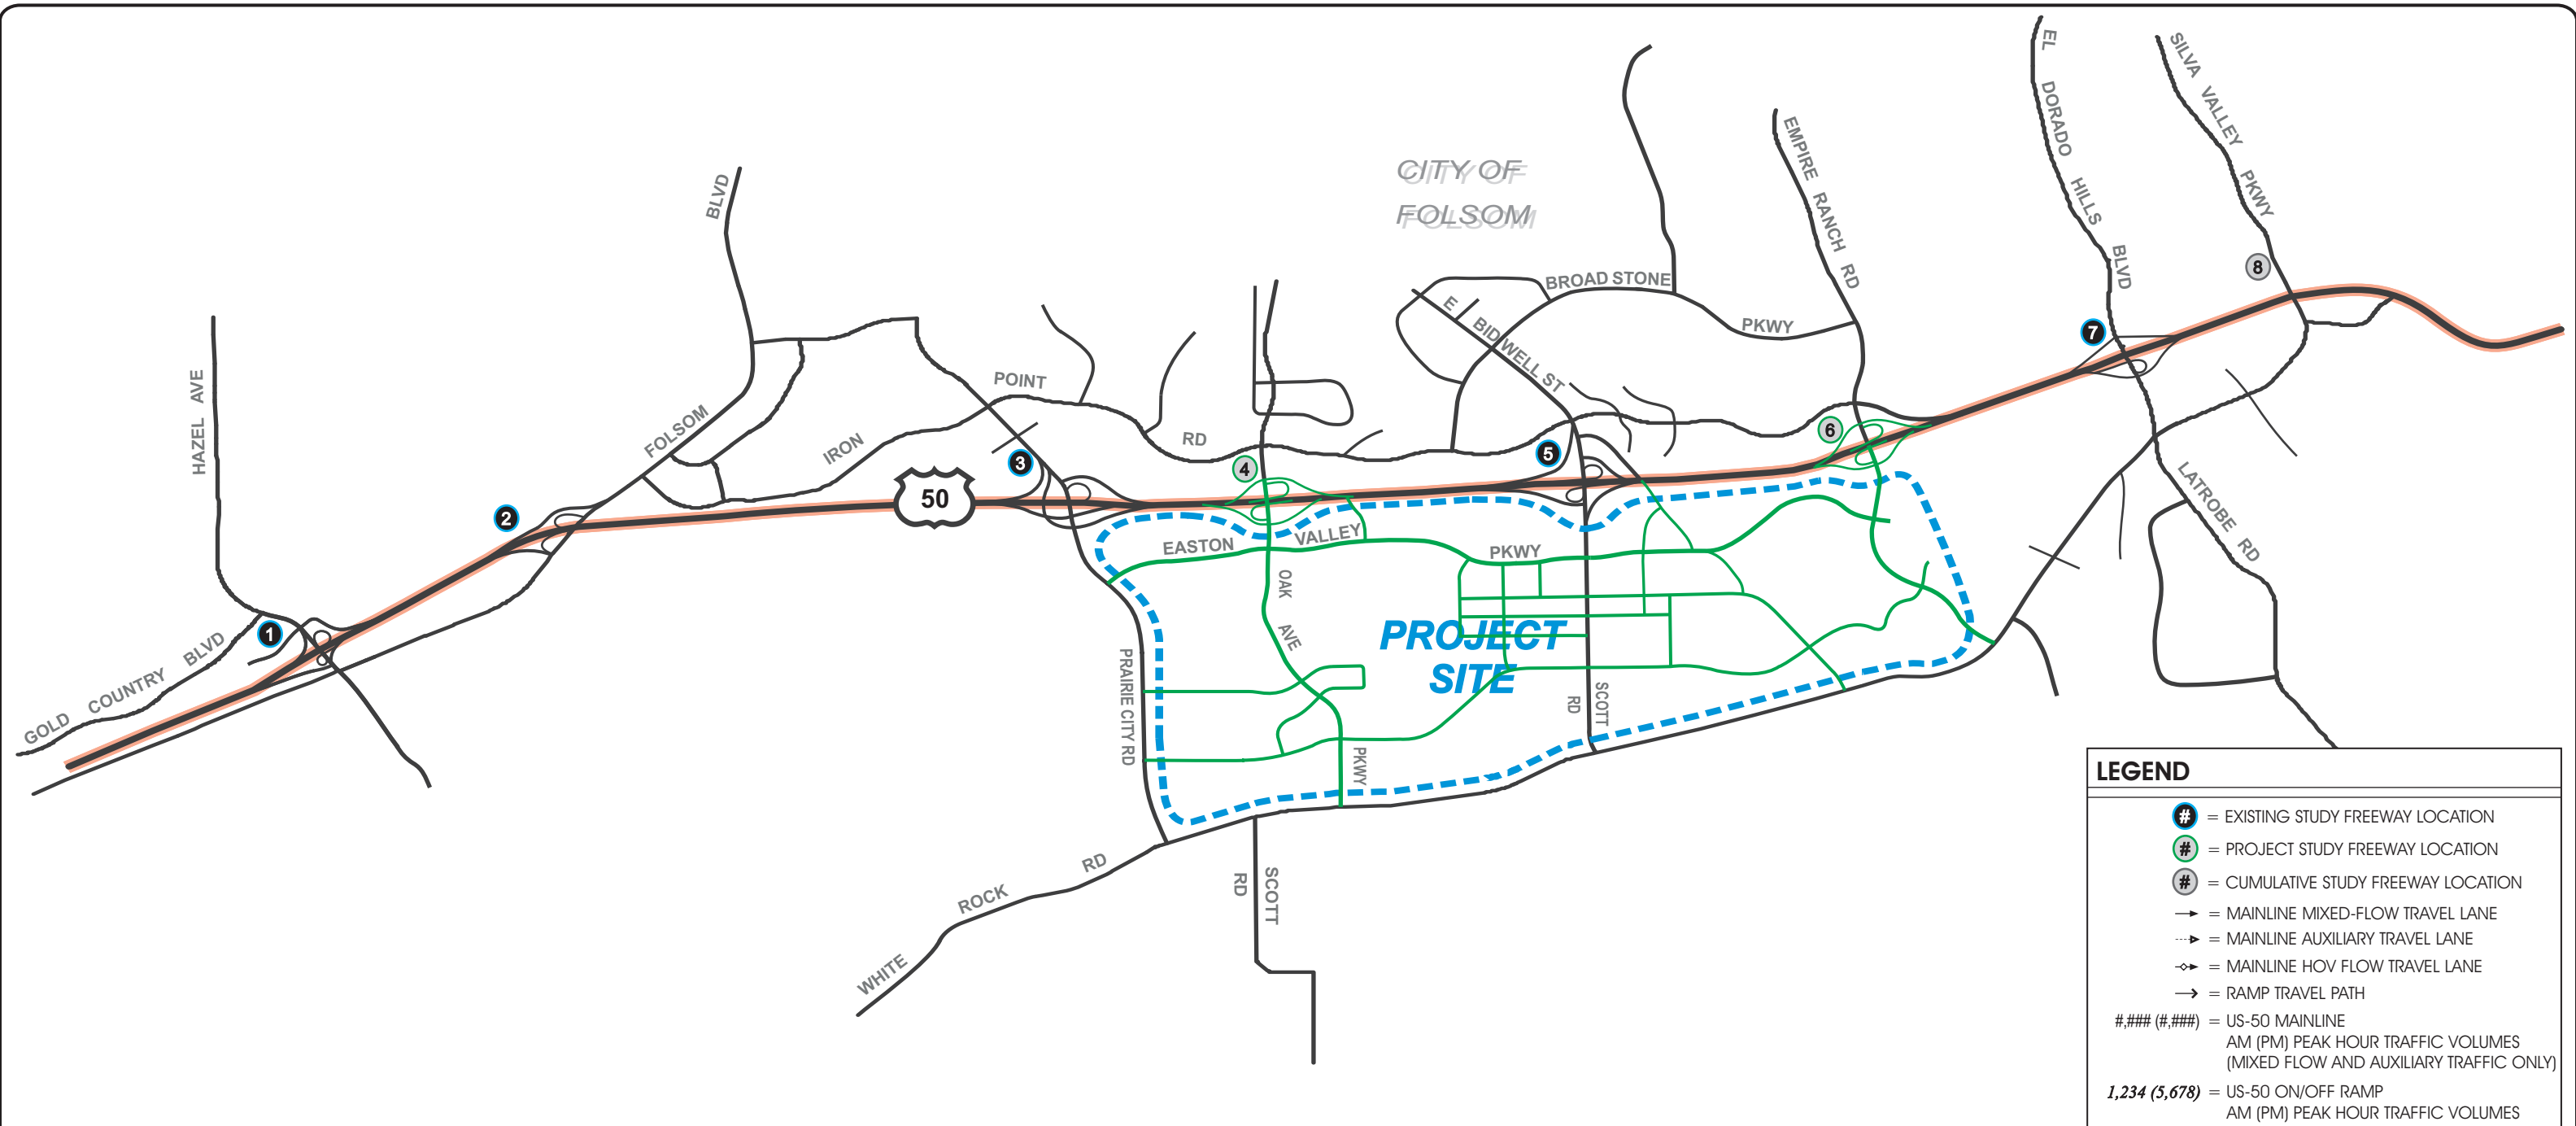 EL DORADO HILLS BLVD
SILVA VALLEY PKWY
EMPIRE RANCH RD
CITY OF
FOLSOM
BLVD
FOLSOM
HAZEL AVE
BROAD STONE
PKWY
E BIDWELL ST
8
7
6
5
4
3
2
1
POINT
RD
IRON
50
GOLD COUNTRY BLVD
EASTON VALLEY PKWY
OAK AVE
PKWY
LATROBE RD
PROJECT
SITE
PRAIRIE CITY RD
SCOTT
RD
SCOTT
RD
WHITE ROCK RD
LEGEND
# = EXISTING STUDY FREEWAY LOCATION
# = PROJECT STUDY FREEWAY LOCATION
# = CUMULATIVE STUDY FREEWAY LOCATION
= MAINLINE MIXED-FLOW TRAVEL LANE
= MAINLINE AUXILIARY TRAVEL LANE
= MAINLINE HOV FLOW TRAVEL LANE
= RAMP TRAVEL PATH
#,### (#,###) = US-50 MAINLINE
AM (PM) PEAK HOUR TRAFFIC VOLUMES
(MIXED FLOW AND AUXILIARY TRAFFIC ONLY)
1,234 (5,678) = US-50 ON/OFF RAMP
AM (PM) PEAK HOUR TRAFFIC VOLUMES